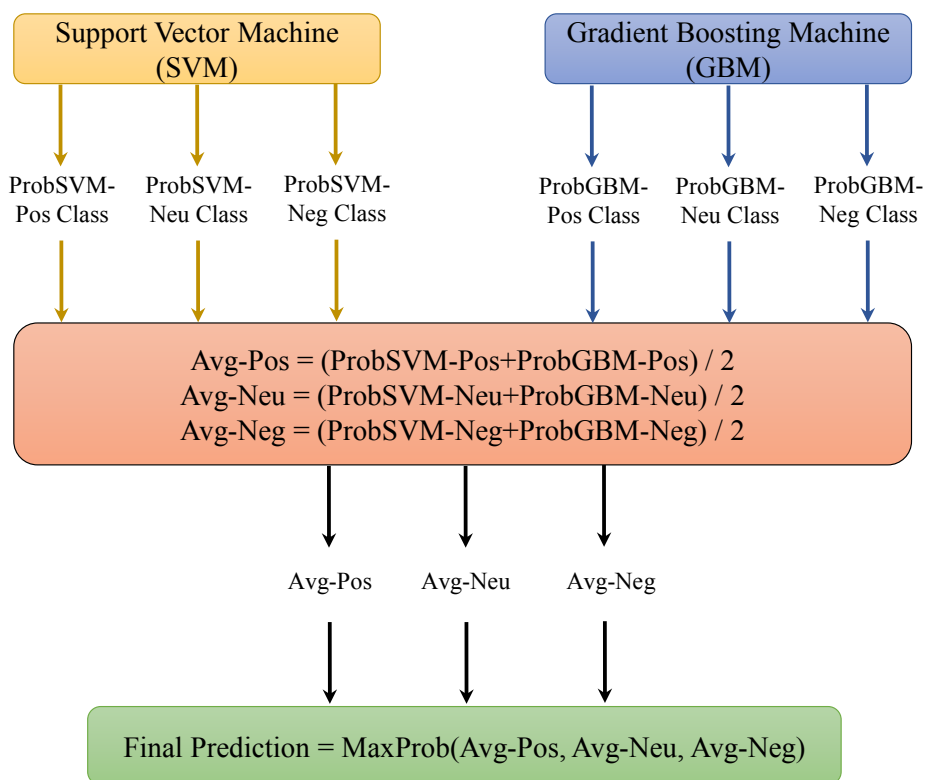 Support Vector Machine
(SVM)
Gradient Boosting Machine
(GBM)
ProbSVM-
Pos Class
ProbSVM-
Neu Class
ProbSVM-
Neg Class
ProbGBM-
Pos Class
ProbGBM-
Neu Class
ProbGBM-
Neg Class
Avg-Pos = (ProbSVM-Pos+ProbGBM-Pos) / 2
Avg-Neu = (ProbSVM-Neu+ProbGBM-Neu) / 2
Avg-Neg = (ProbSVM-Neg+ProbGBM-Neg) / 2
Avg-Pos
Avg-Neu
Avg-Neg
Final Prediction = MaxProb(Avg-Pos, Avg-Neu, Avg-Neg)